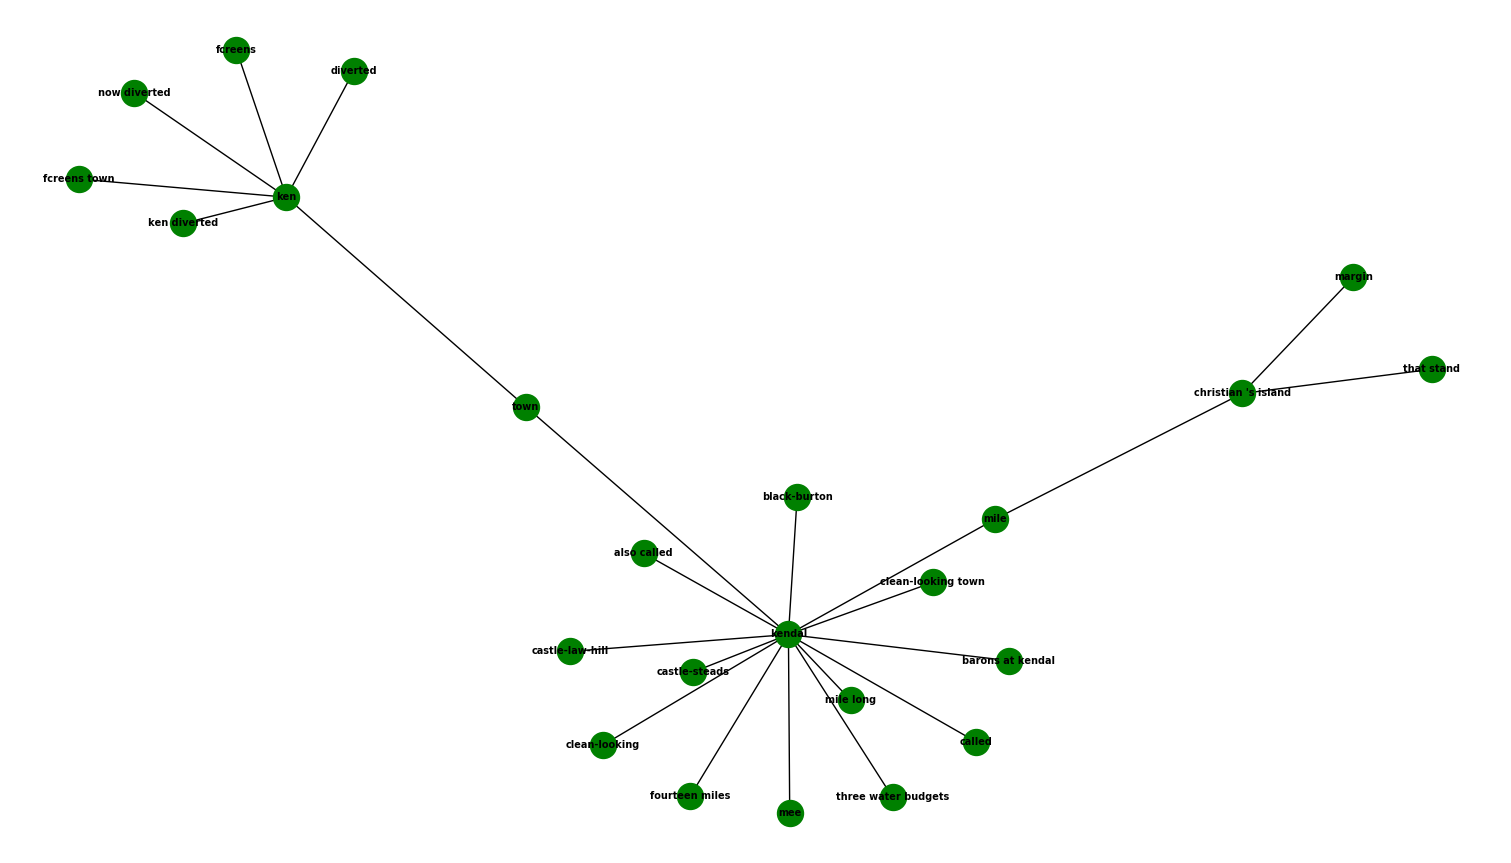 fcreens
diverted
now diverted
fcreens town
ken
ken diverted
margin
that stand
christian 's island
town
black-burton
mile
also called
clean-looking town
kendal
castle-law-hill
barons at kendal
castle-steads
mile long
clean-looking
called
fourteen miles
three water budgets
mee